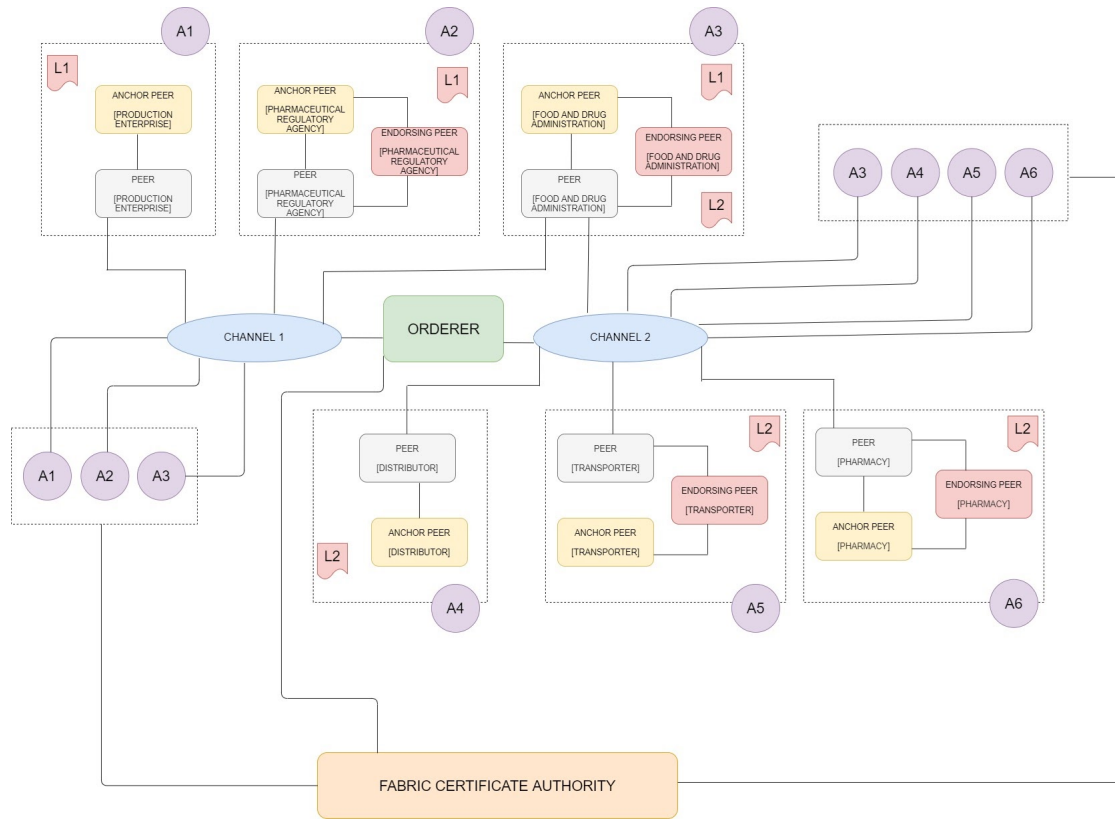 A1
A2
A3
L1
ANCHOR PEER
[PRODUCTION
ENTERPRISE]
PEER
[PRODUCTION
ENTERPRISE]
L1
ANCHOR PEER
[PHARMACEUTICAL
REGULATORY
AGENCY]
ENDORSING PEER
[PHARMACEUTICAL
REGULATORY
AGENCY]
PEER
[PHARMACEUTICAL
REGULATORY
AGENCY]
L1
ANCHOR PEER
[FOOD AND DRUG
ADMINISTRATION]
ENDORSING PEER
[FOOD AND DRUG
ADMINISTRATION]
PEER
[FOOD AND DRUG
ADMINISTRATION]
L2
A3
A4
A5
A6
CHANNEL 1
ORDERER
CHANNEL 2
A1
A2
A3
PEER
[DISTRIBUTOR]
ANCHOR PEER
[DISTRIBUTOR]
L2
A4
L2
PEER
[TRANSPORTER]
ENDORSING PEER
[TRANSPORTER]
ANCHOR PEER
[TRANSPORTER]
A5
L2
PEER
[PHARMACY]
ENDORSING PEER
[PHARMACY]
ANCHOR PEER
[PHARMACY]
A6
FABRIC CERTIFICATE AUTHORITY